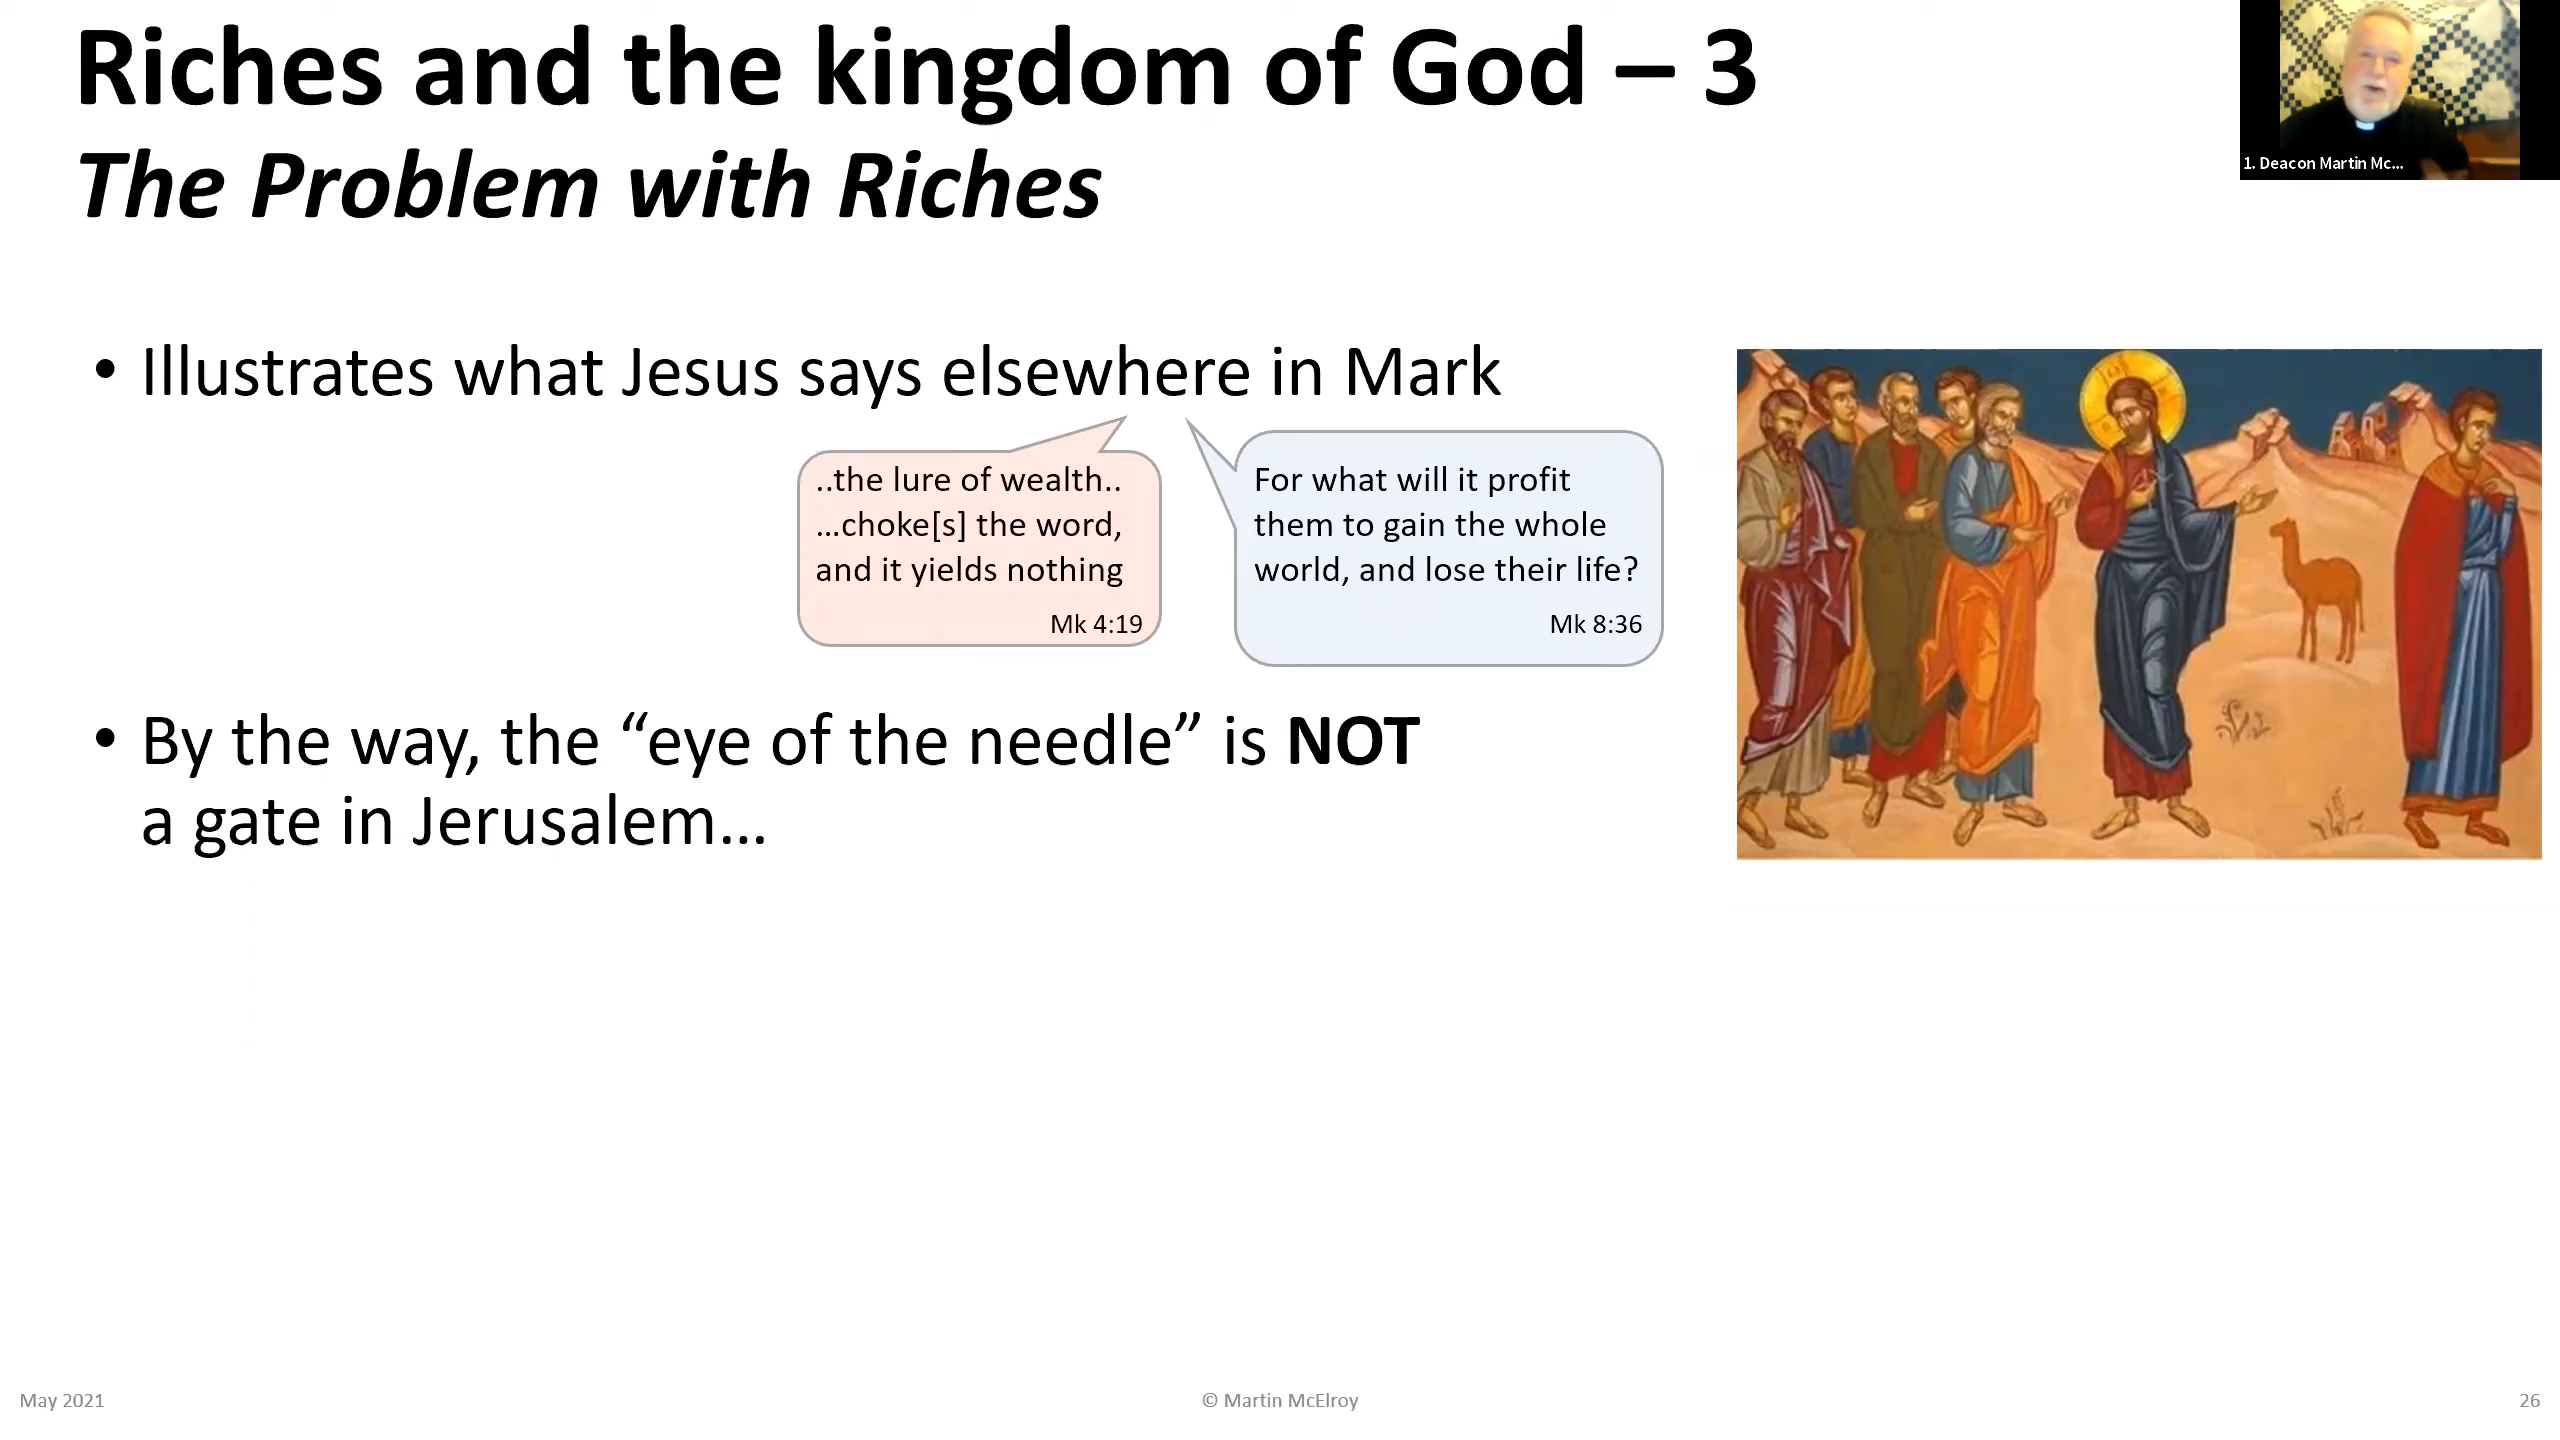 Riches and the kingdom of God – 3
The Problem with Riches
1. Deacon Martin Mc...
• Illustrates what Jesus says elsewhere in Mark
..the lure of wealth..
...choke[s] the word,
and it yields nothing
Mk 4:19
For what will it profit
them to gain the whole
world, and lose their life?
Mk 8:36
• By the way, the “eye of the needle” is NOT
a gate in Jerusalem...
May 2021
© Martin McElroy
26